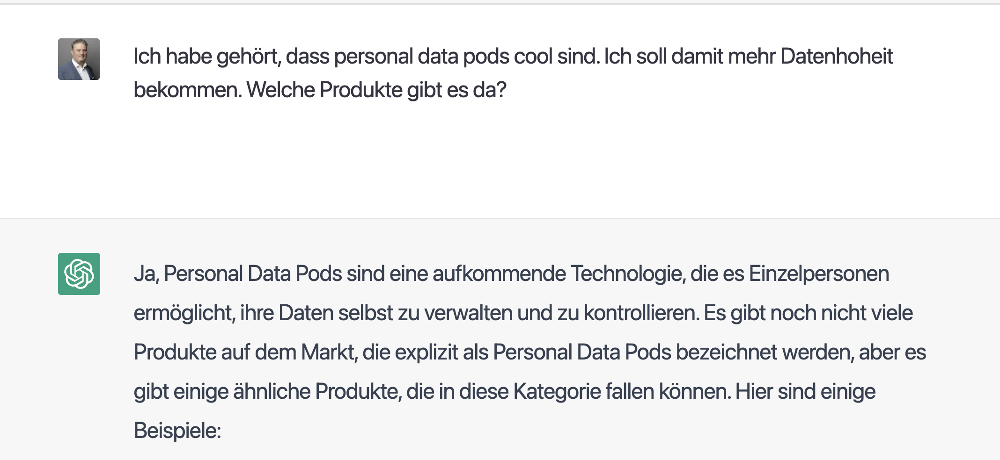 Ich habe gehört, dass personal data pods cool sind. Ich soll damit mehr Datenhoheit
bekommen. Welche Produkte gibt es da?
Ja, Personal Data Pods sind eine aufkommende Technologie, die es Einzelpersonen
ermöglicht, ihre Daten selbst zu verwalten und zu kontrollieren. Es gibt noch nicht viele
Produkte auf dem Markt, die explizit als Personal Data Pods bezeichnet werden, aber es
gibt einige ähnliche Produkte, die in diese Kategorie fallen können. Hier sind einige
Beispiele: